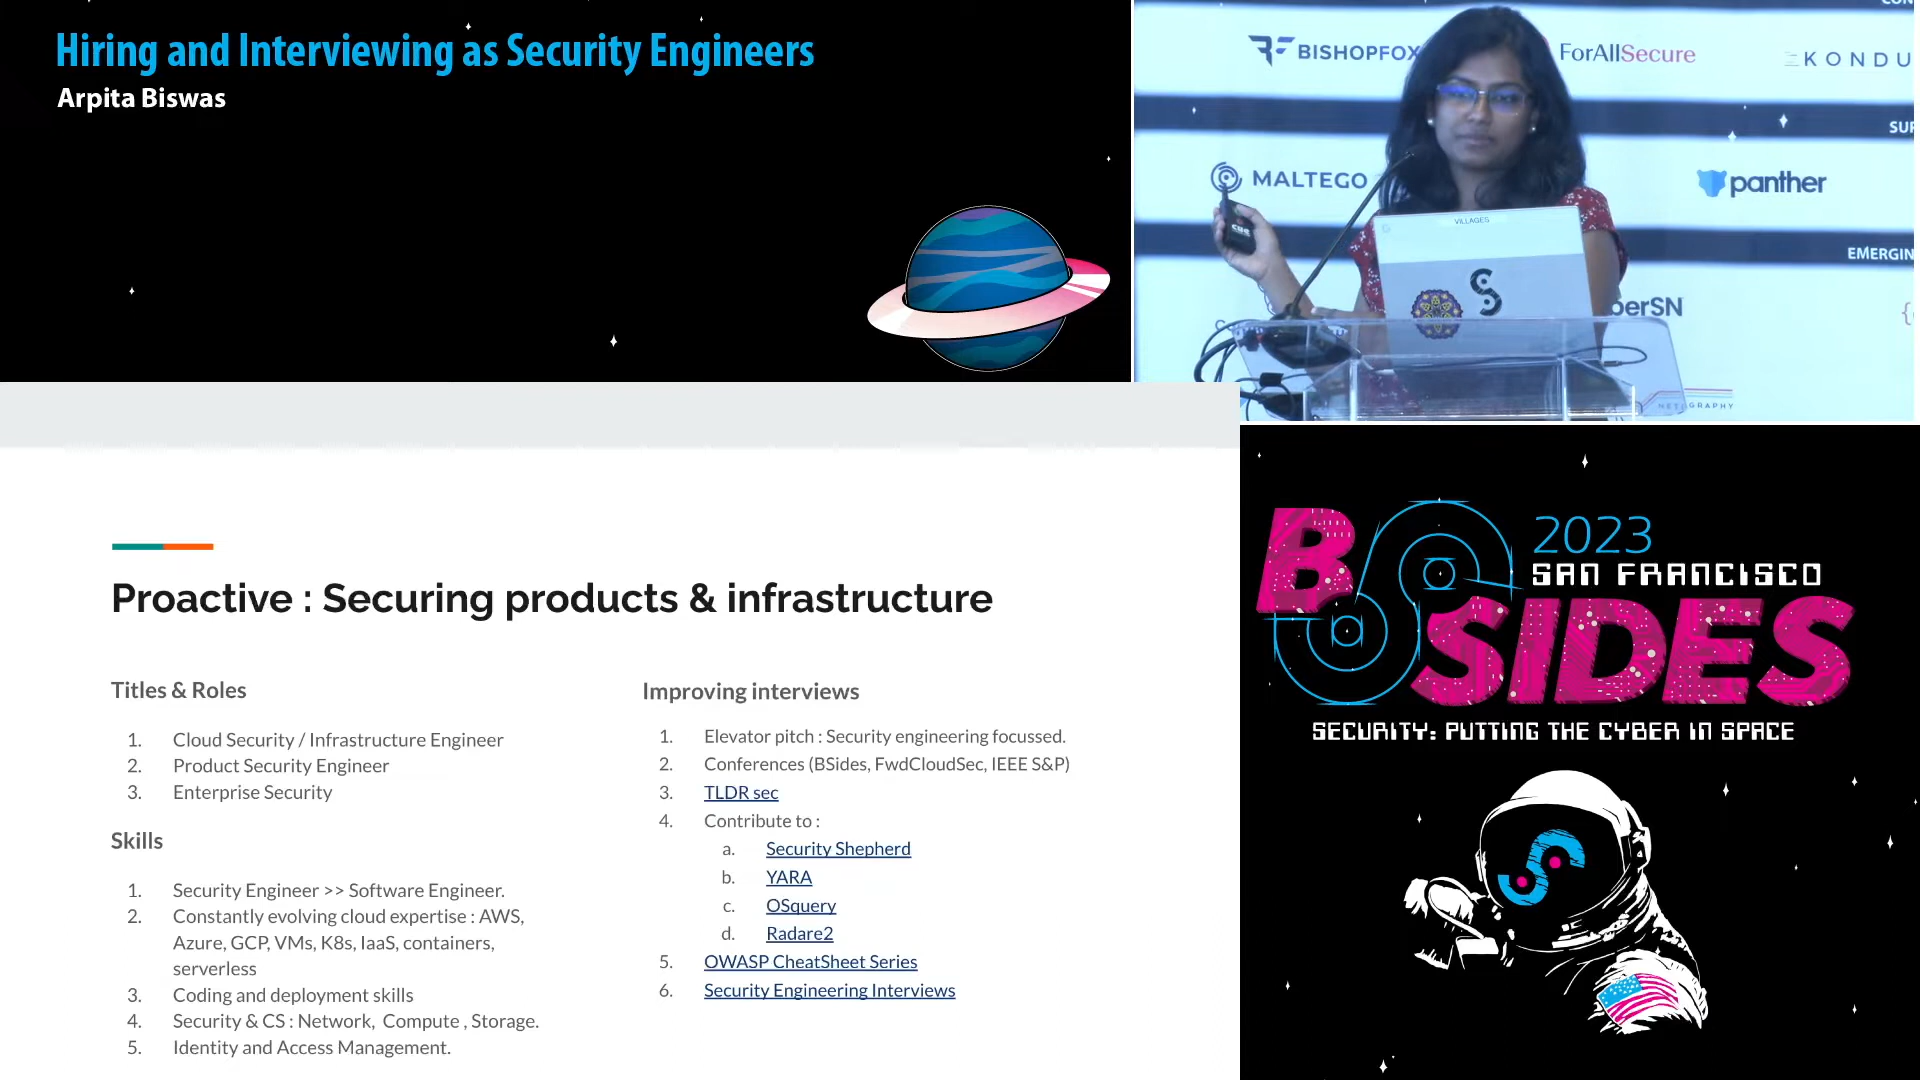 Hiring and Interviewing as Security Engineers
Arpita Biswas
BISHOPFOX
ForAllSecure
KONDU
SUP
MALTEGO
panther
cue
VILLAGES
EMERGIN
berSN
NETOGRAPHY
Proactive : Securing products & infrastructure
Titles & Roles
1. Cloud Security / Infrastructure Engineer
2. Product Security Engineer
3. Enterprise Security
Skills
1. Security Engineer >> Software Engineer.
2. Constantly evolving cloud expertise : AWS,
Azure, GCP, VMs, K8s, IaaS, containers,
serverless
3. Coding and deployment skills
4. Security & CS : Network, Compute , Storage.
5. Identity and Access Management.
Improving interviews
1. Elevator pitch : Security engineering focussed.
2. Conferences (BSides, FwdCloudSec, IEEE S&P)
3. TLDR sec
4. Contribute to :
a. Security Shepherd
b. YARA
c. OSquery
d. Radare2
5. OWASP CheatSheet Series
6. Security Engineering Interviews
2023
SAN FRANCISCO
BSIDES
SECURITY: PUTTING THE CYBER IN SPACE